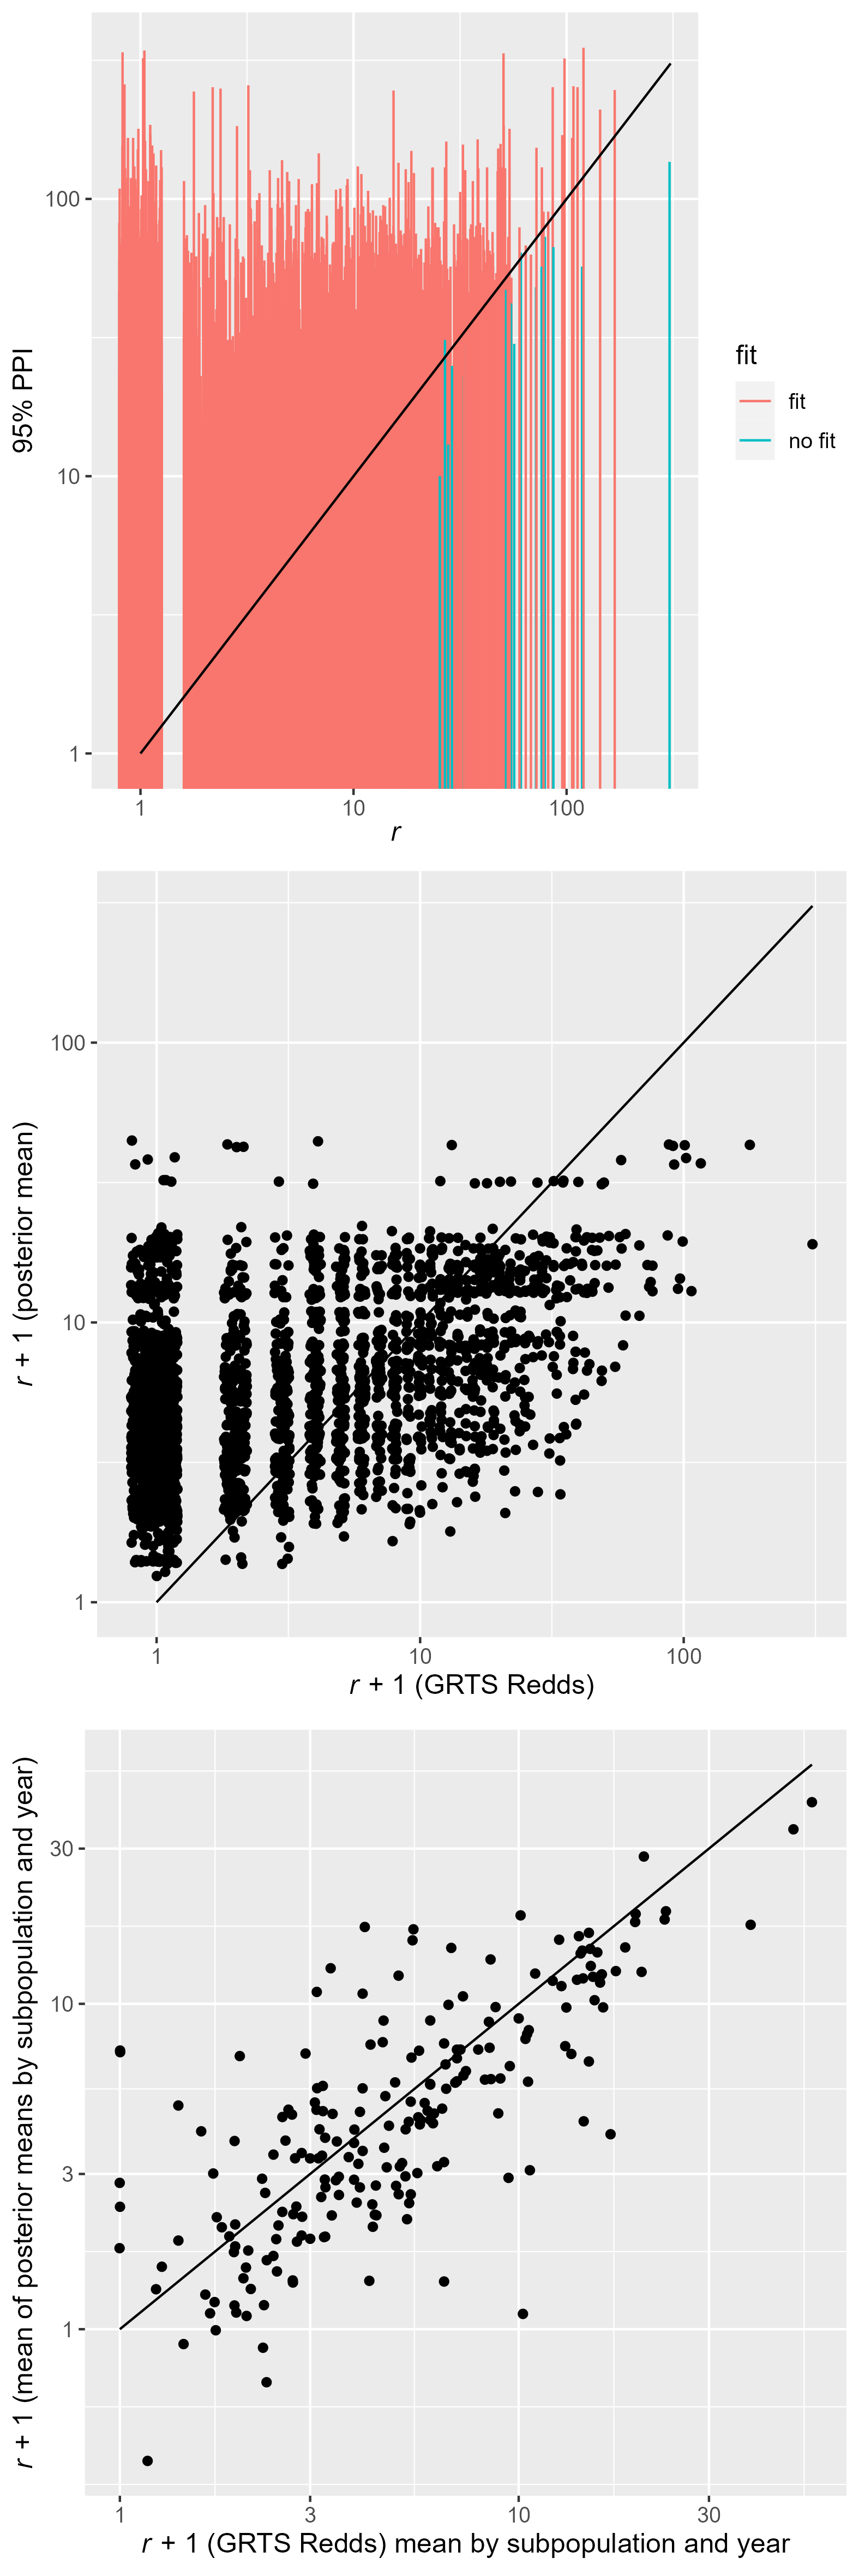 95% PPI
100
10
1
1
10
100
r
fit
fit
no fit
r + 1 (posterior mean)
100
10
1
1
10
100
r + 1 (GRTS Redds)
r + 1 (mean of posterior means by subpopulation and year)
30
10
3
1
1
3
10
30
r + 1 (GRTS Redds) mean by subpopulation and year